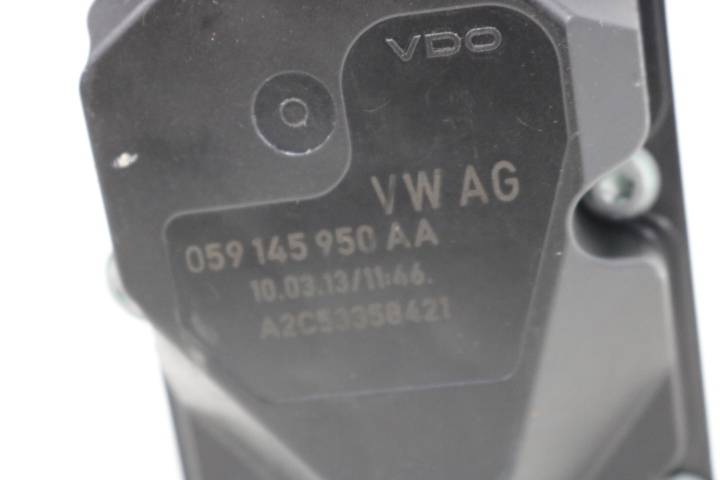 VDO
VW AG
059 145 950 AA
10.03.13/11:46.
A2C53358421